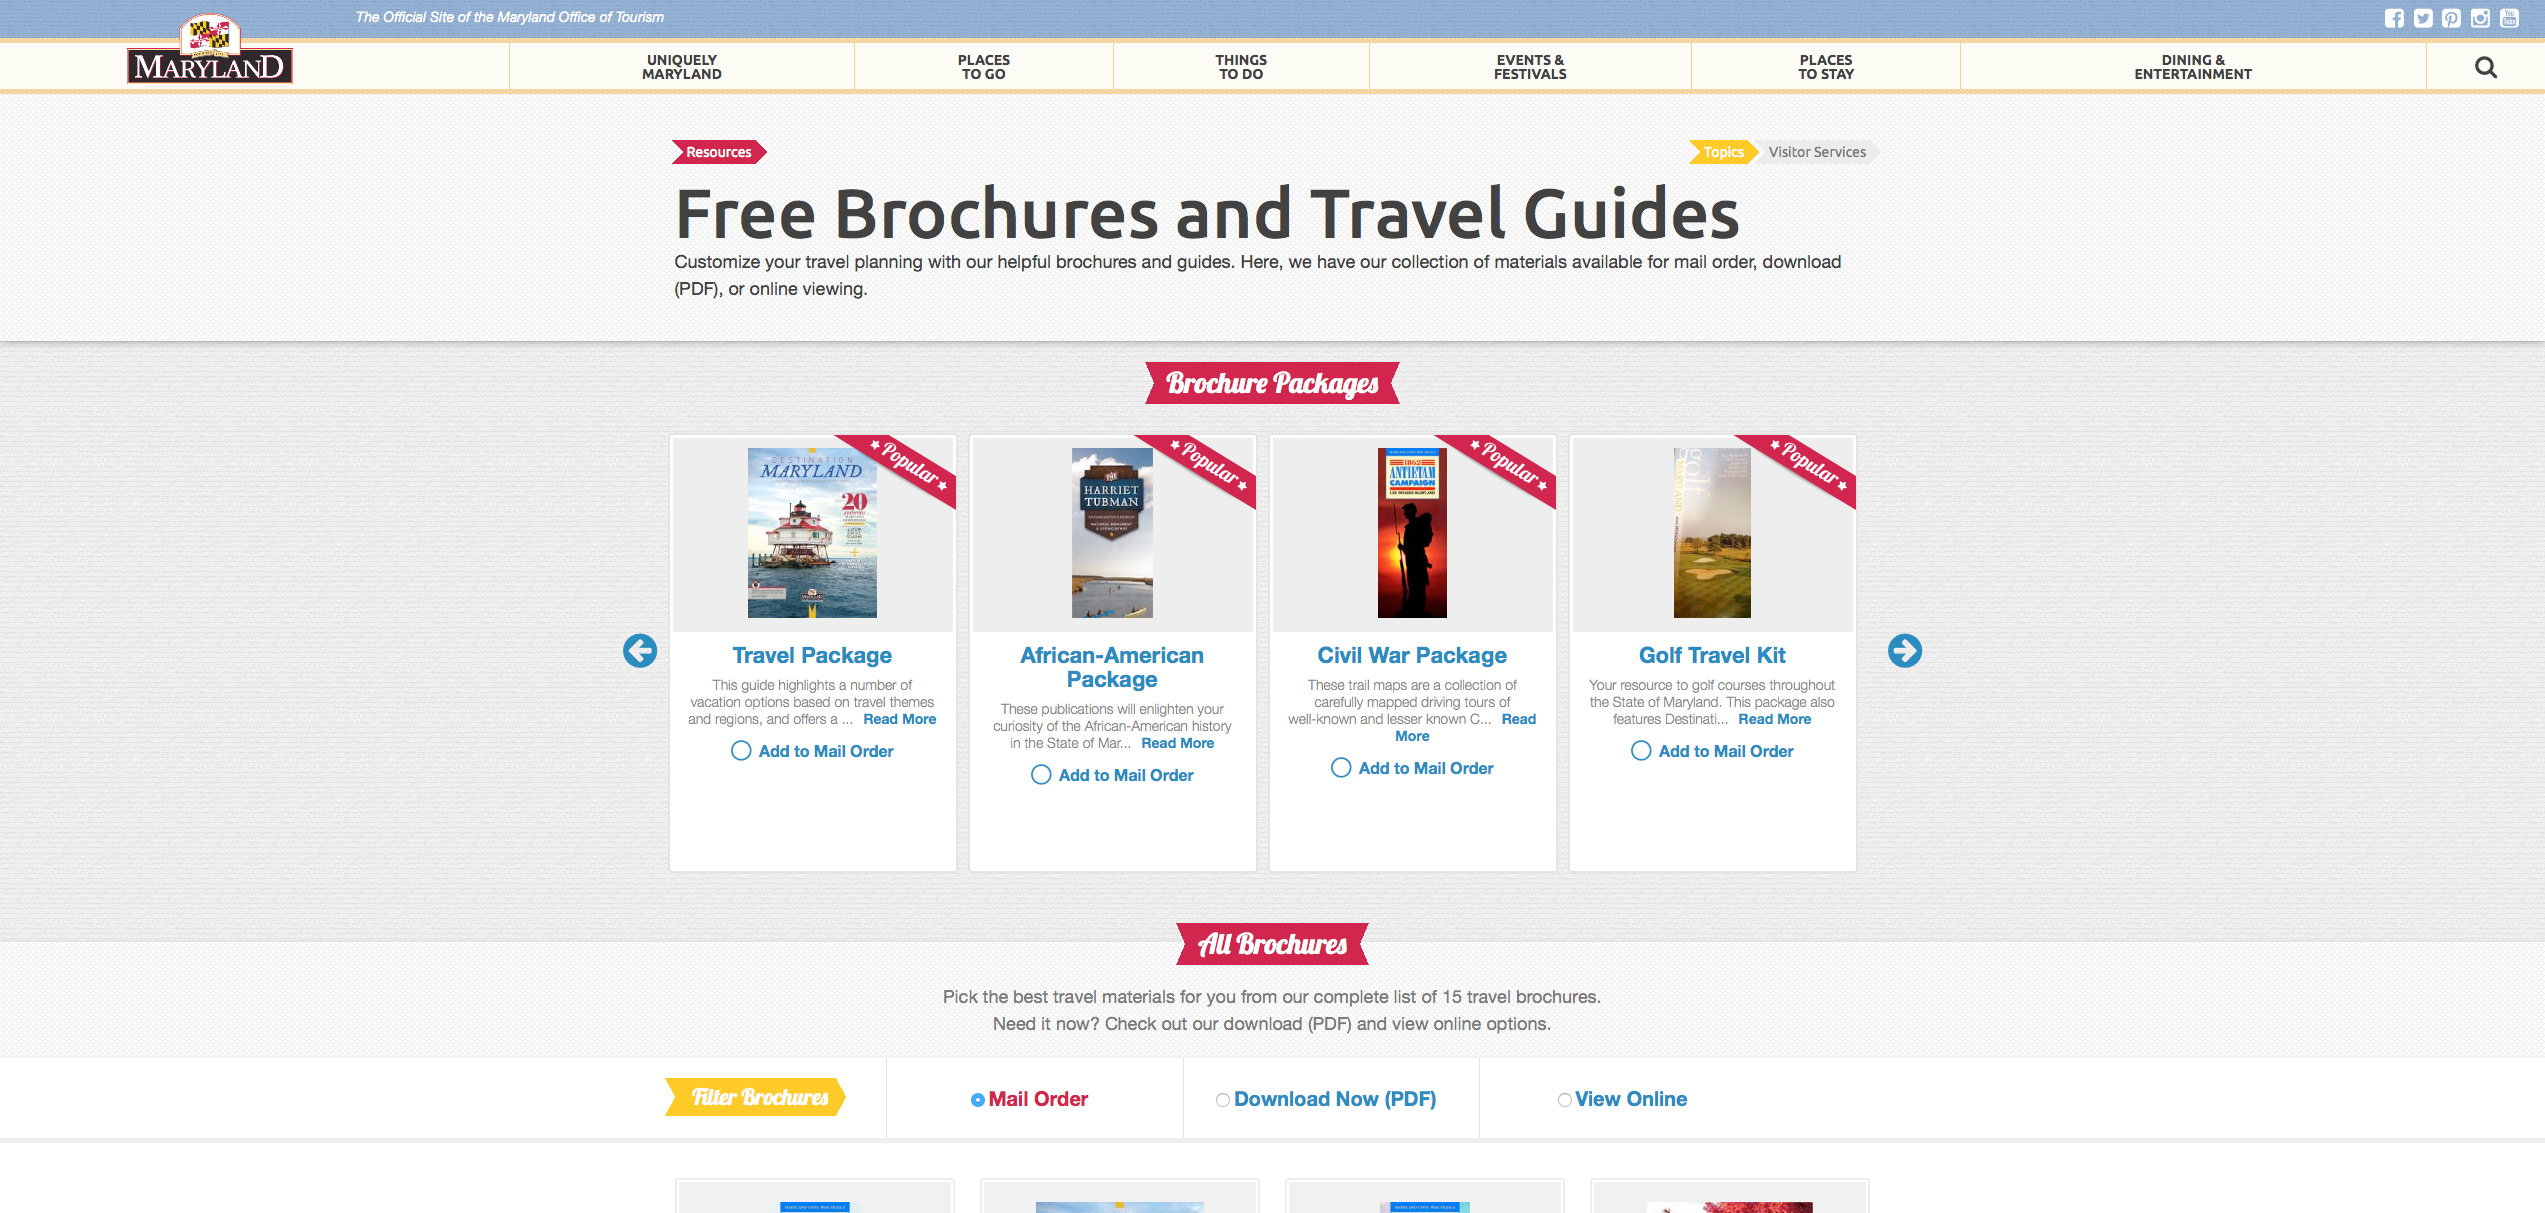 The Official Site of the Maryland Office of Tourism
MARYLAND
UNIQUELY
MARYLAND
PLACES
TO GO
THINGS
TO DO
EVENTS &
FESTIVALS
PLACES
TO STAY
DINING &
ENTERTAINMENT
Resources
Topics
Visitor Services
Free Brochures and Travel Guides
Customize your travel planning with our helpful brochures and guides. Here, we have our collection of materials available for mail order, download
(PDF), or online viewing.
Brochure Packages
DESTINATION
MARYLAND
20
Popular
Travel Package
This guide highlights a number of
vacation options based on travel themes
and regions, and offers a ... Read More
Add to Mail Order
THE
HARRIET
TUBMAN
Popular
African-American
Package
These publications will enlighten your
curiosity of the African-American history
in the State of Mar... Read More
Add to Mail Order
1862
ANTIETAM
CAMPAIGN
Popular
Civil War Package
These trail maps are a collection of
carefully mapped driving tours of
well-known and lesser known C... Read
More
Add to Mail Order
golf
MARYLAND
Popular
Golf Travel Kit
Your resource to golf courses throughout
the State of Maryland. This package also
features Destinati... Read More
Add to Mail Order
All Brochures
Pick the best travel materials for you from our complete list of 15 travel brochures.
Need it now? Check out our download (PDF) and view online options.
Filter Brochures
Mail Order
Download Now (PDF)
View Online
MARYLAND CIVIL WAR TRAILS
MARYLAND CIVIL WAR TRAILS